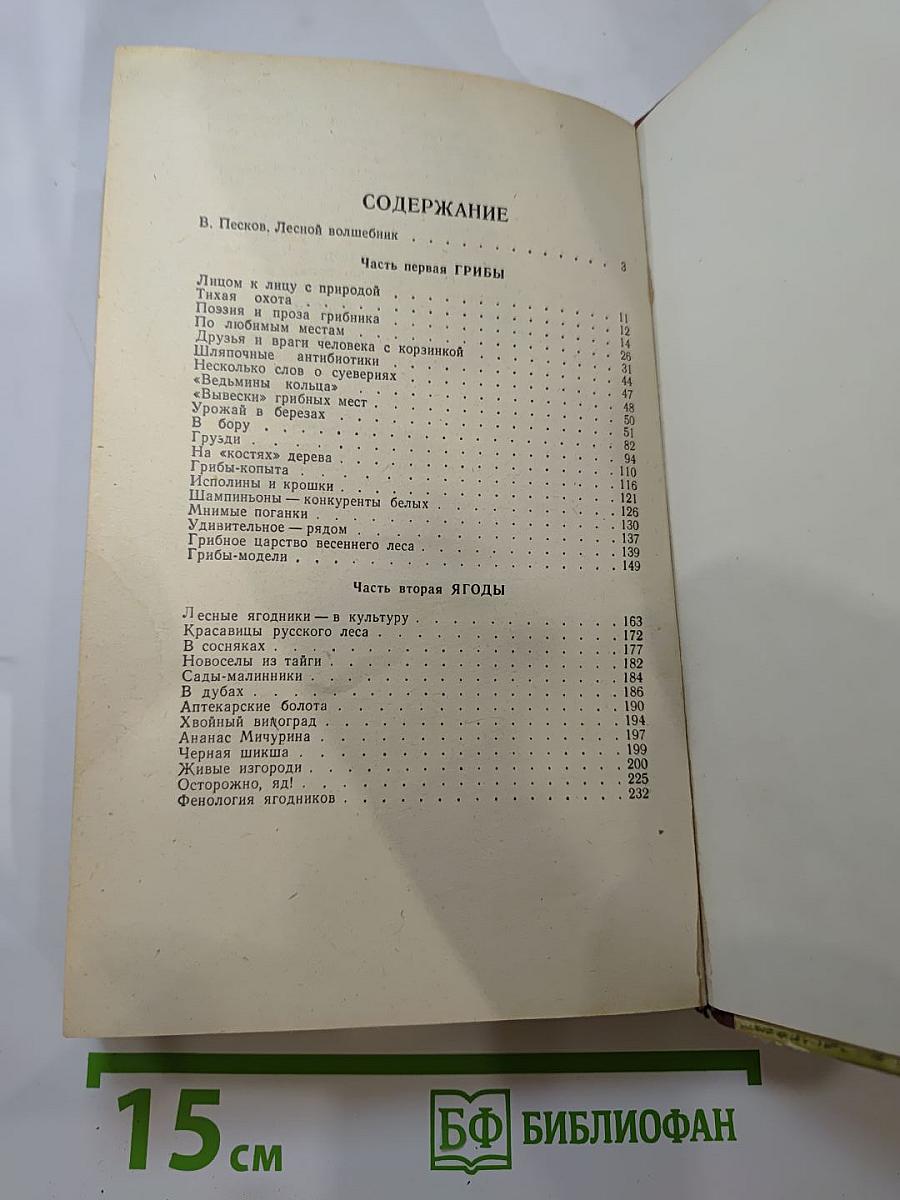 СОДЕРЖАНИЕ
В. Песков. Лесной волшебник . . . . . . . . . . . . 3
Часть первая ГРИБЫ
Лицом к лицу с природой . . . . . . . . . . . . 11
Тихая охота . . . . . . . . . . . . 12
Поэзия и проза грибника . . . . . . . . . . . . 14
По любимым местам . . . . . . . . . . . . 26
Друзья и враги человека с корзинкой . . . . . . . . 31
Шляпочные антибиотики . . . . . . . . . . . . 44
Несколько слов о суевериях . . . . . . . . . . . . 47
«Ведьмины кольца» . . . . . . . . . . . . 48
«Вывески» грибных мест . . . . . . . . . . . . 50
Урожай в березах . . . . . . . . . . . . 51
В бору . . . . . . . . . . . . 82
Грузди . . . . . . . . . . . . 94
На «костях» дерева . . . . . . . . . . . . 110
Грибы-копыта . . . . . . . . . . . . 116
Исполины и крошки . . . . . . . . . . . . 121
Шампиньоны — конкуренты белых . . . . . . . . . 126
Мнимые поганки . . . . . . . . . . . . 130
Удивительное — рядом . . . . . . . . . . . . 137
Грибное царство весеннего леса . . . . . . . . . 139
Грибы-модели . . . . . . . . . . . . 149
Часть вторая ЯГОДЫ
Лесные ягодники — в культуру . . . . . . . . . . . . 163
Красавицы русского леса . . . . . . . . . . . . 172
В сосняках . . . . . . . . . . . . 177
Новоселы из тайги . . . . . . . . . . . . 182
Сады-малинники . . . . . . . . . . . . 184
В дубах . . . . . . . . . . . . 186
Аптекарские болота . . . . . . . . . . . . 190
Хвойный виноград . . . . . . . . . . . . 194
Ананас Мичурина . . . . . . . . . . . . 197
Черная шикша . . . . . . . . . . . . 199
Живые изгороди . . . . . . . . . . . . 200
Осторожно, яд! . . . . . . . . . . . . 225
Фенология ягодников . . . . . . . . . . . . 232
15 см
БФ БИБЛИОФАН